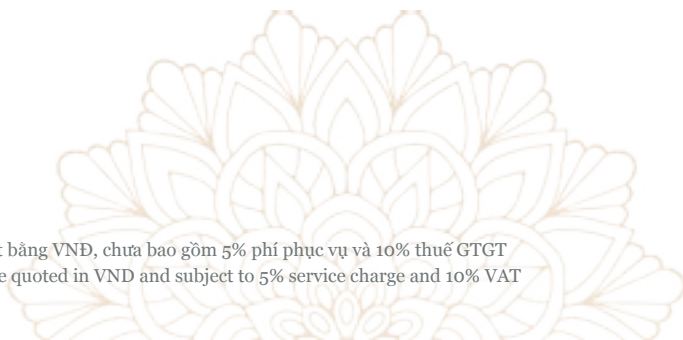 bằng VNĐ, chưa bao gồm 5% phí phục vụ và 10% thuế GTGT
quoted in VND and subject to 5% service charge and 10% VAT